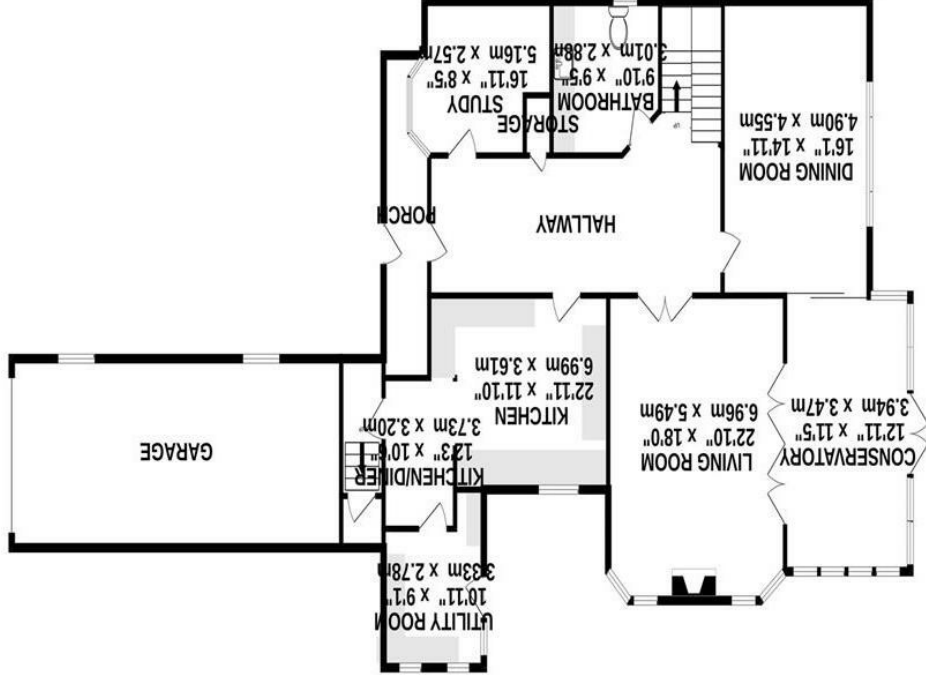 UTILITY ROOM
10'11" x 9'1"
3.33m x 2.78m
KITCHEN/DINER
12'3" x 10'6"
3.73m x 3.20m
GARAGE
CONSERVATORY
12'11" x 11'5"
3.94m x 3.47m
LIVING ROOM
22'10" x 18'0"
6.96m x 5.49m
KITCHEN
22'11" x 11'10"
6.99m x 3.61m
HALLWAY
PORCH
DINING ROOM
16'1" x 14'11"
4.90m x 4.55m
UP
STORAGE
BATHROOM
9'10" x 9'5"
3.01m x 2.86m
STUDY
16'11" x 8'5"
5.16m x 2.57m